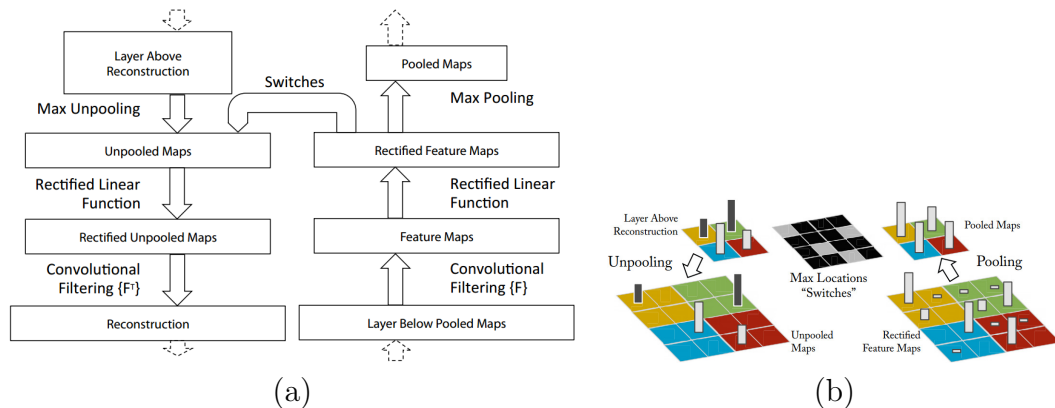 Layer Above
Reconstruction
Switches
Pooled Maps
Max Unpooling
Max Pooling
Unpooled Maps
Rectified Feature Maps
Rectified Linear
Function
Rectified Linear
Function
Rectified Unpooled Maps
Feature Maps
Convolutional
Filtering {Fᵀ}
Convolutional
Filtering {F}
Reconstruction
Layer Below Pooled Maps
(a)
Layer Above
Reconstruction
Pooled Maps
Unpooling
Pooling
Max Locations
“Switches”
Unpooled
Maps
Rectified
Feature Maps
(b)